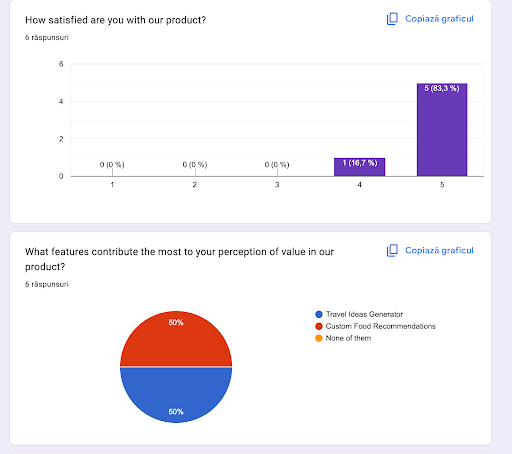 How satisfied are you with our product?
Copiază graficul
6 răspunsuri
6
4
2
0
0 (0 %)
0 (0 %)
0 (0 %)
1 (16,7 %)
5 (83,3 %)
1
2
3
4
5
What features contribute the most to your perception of value in our
product?
Copiază graficul
6 răspunsuri
50%
50%
Travel Ideas Generator
Custom Food Recommendations
None of them